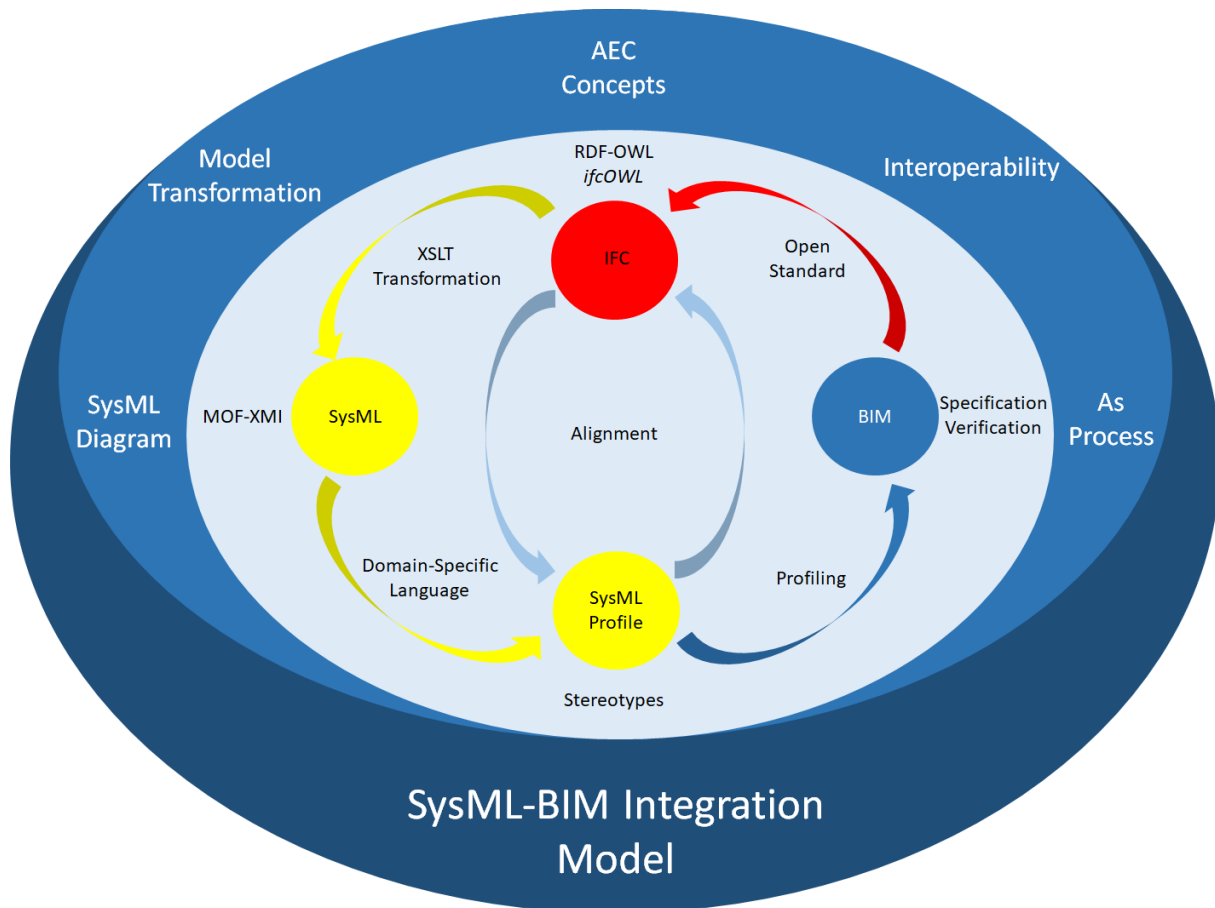 AEC
Concepts
Model
Transformation
Interoperability
RDF-OWL
ifcOWL
IFC
XSLT
Transformation
Open
Standard
SysML
Diagram
MOF-XMI
SysML
Alignment
BIM
Specification
Verification
As
Process
Domain-Specific
Language
SysML
Profile
Profiling
Stereotypes
SysML-BIM Integration
Model